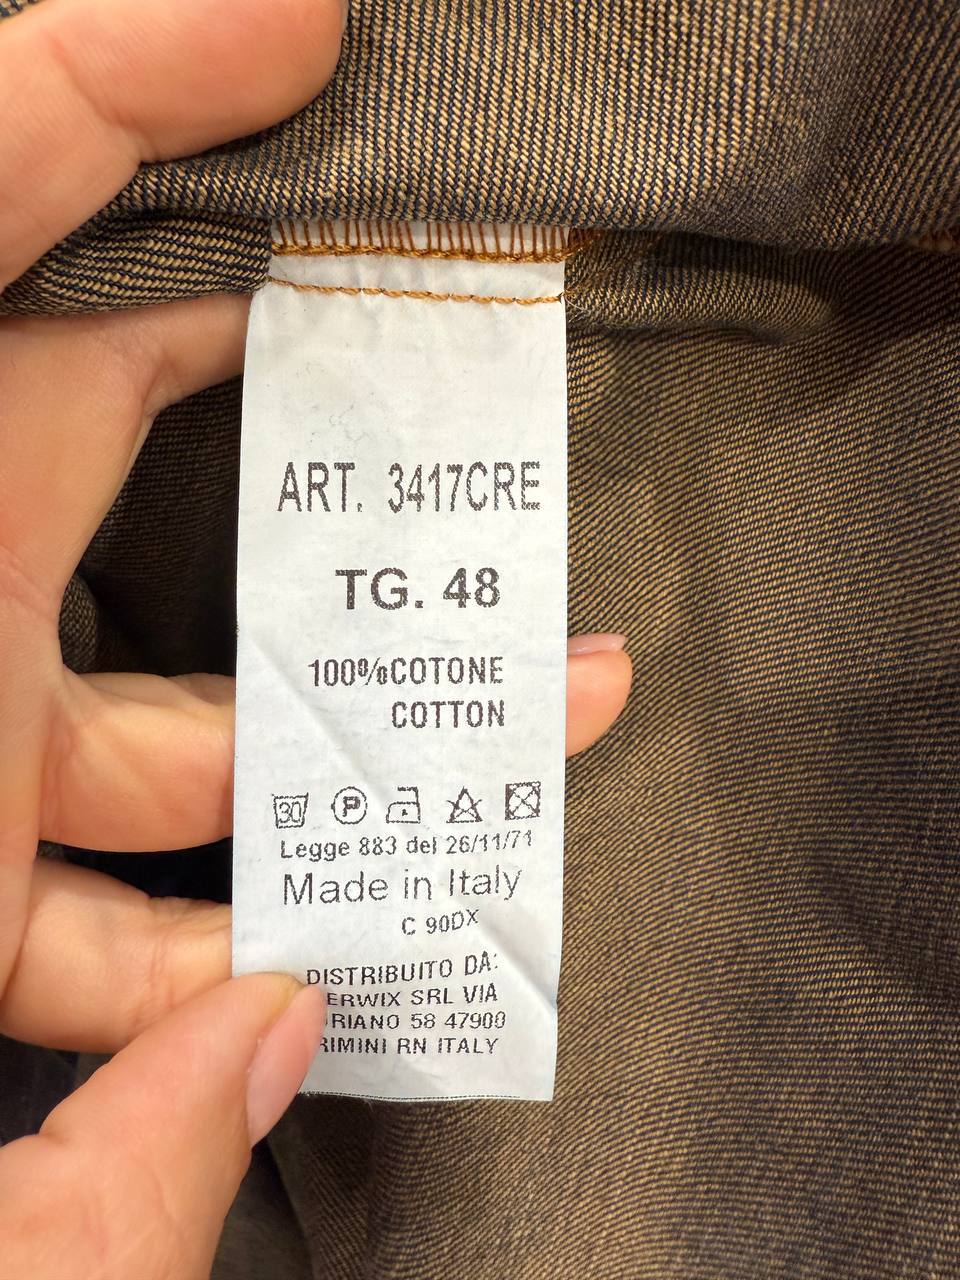 ART. 3417CRE
TG. 48
100%COTONE
COTTON
30 P
Legge 883 del 26/11/71
Made in Italy
C 90DX
DISTRIBUITO DA:
SRL VIA
58 47900
RIMINI RN ITALY